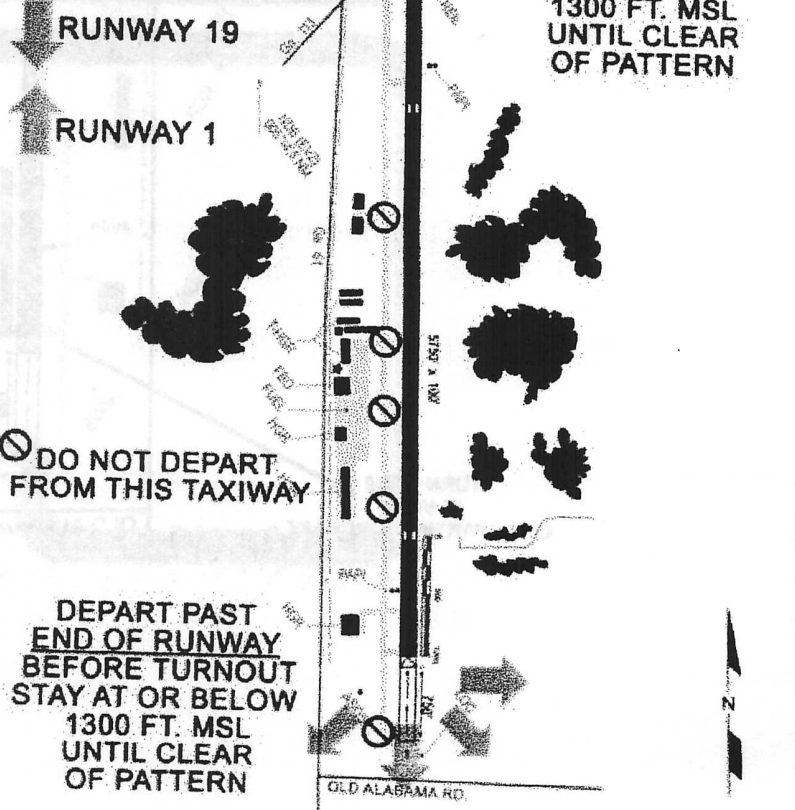 1300 FT. MSL
UNTIL CLEAR
OF PATTERN
RUNWAY 19
RUNWAY 1
5750' x 100'
DO NOT DEPART
FROM THIS TAXIWAY
DEPART PAST
END OF RUNWAY
BEFORE TURNOUT
STAY AT OR BELOW
1300 FT. MSL
UNTIL CLEAR
OF PATTERN
PAPI
N
OLD ALABAMA RD.